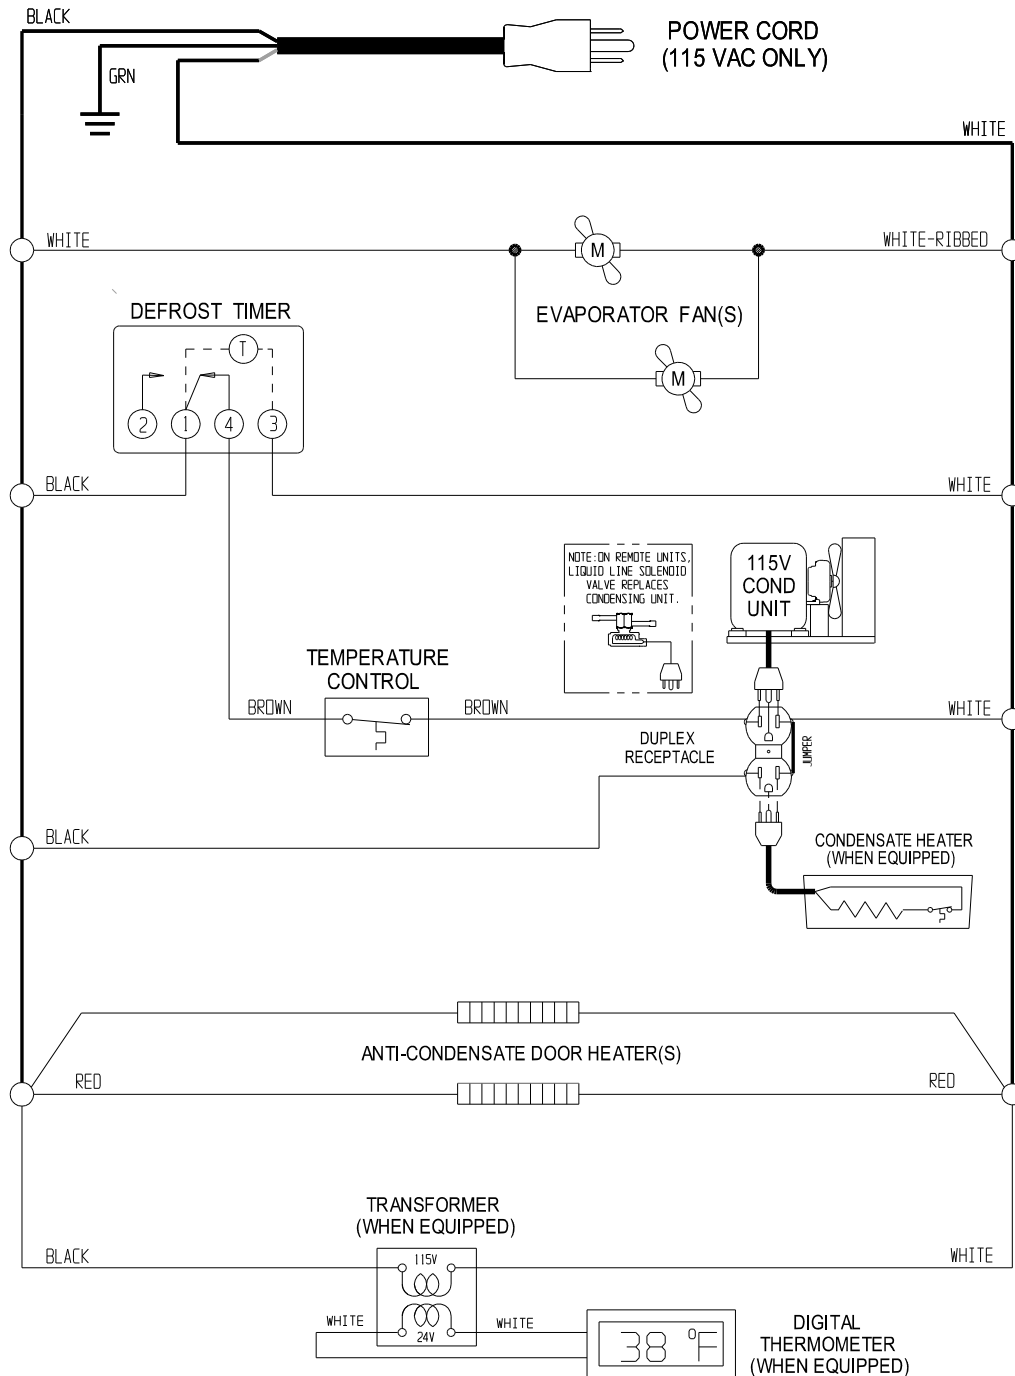 BLACK
POWER CORD
(115 VAC ONLY)
GRN
WHITE
WHITE
M
WHITE-RIBBED
EVAPORATOR FAN(S)
M
DEFROST TIMER
T
2 1 4 3
BLACK
WHITE
NOTE: ON REMOTE UNITS,
LIQUID LINE SOLENOID
VALVE REPLACES
CONDENSING UNIT.
115V
COND
UNIT
TEMPERATURE
CONTROL
BROWN
BROWN
WHITE
DUPLEX
RECEPTACLE
JUMPER
BLACK
CONDENSATE HEATER
(WHEN EQUIPPED)
ANTI-CONDENSATE DOOR HEATER(S)
RED
RED
TRANSFORMER
(WHEN EQUIPPED)
BLACK
115V
WHITE
WHITE
24V
WHITE
38 °F
DIGITAL
THERMOMETER
(WHEN EQUIPPED)